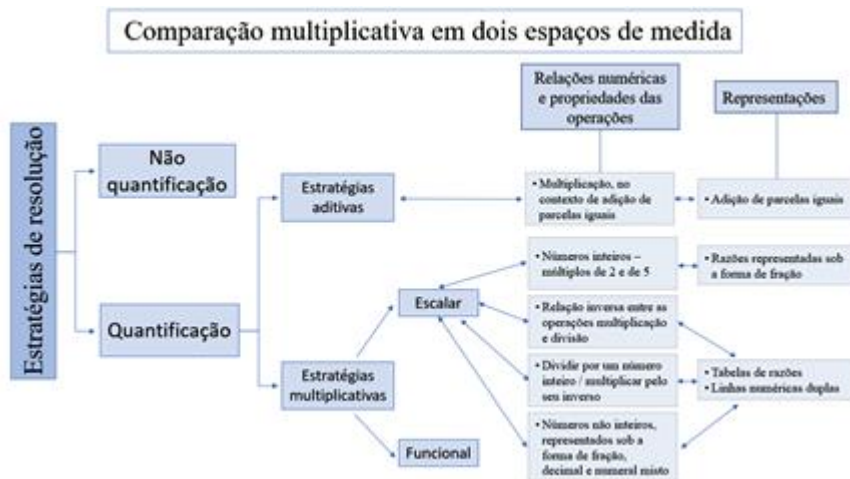 Comparação multiplicativa em dois espaços de medida
Relações numéricas
e propriedades das
operações
Representações
Estratégias de resolução
Não
quantificação
Estratégias
aditivas
• Multiplicação, no
contexto de adição de
parcelas iguais
• Adição de parcelas iguais
• Números inteiros –
múltiplos de 2 e de 5
• Razões representadas sob
a forma de fração
Escalar
Quantificação
• Relação inversa entre as
operações multiplicação
e divisão
Estratégias
multiplicativas
• Dividir por um número
inteiro / multiplicar pelo
seu inverso
• Tabelas de razões
• Linhas numéricas duplas
• Números não inteiros,
representados sob a
forma de fração,
decimal e numeral misto
Funcional